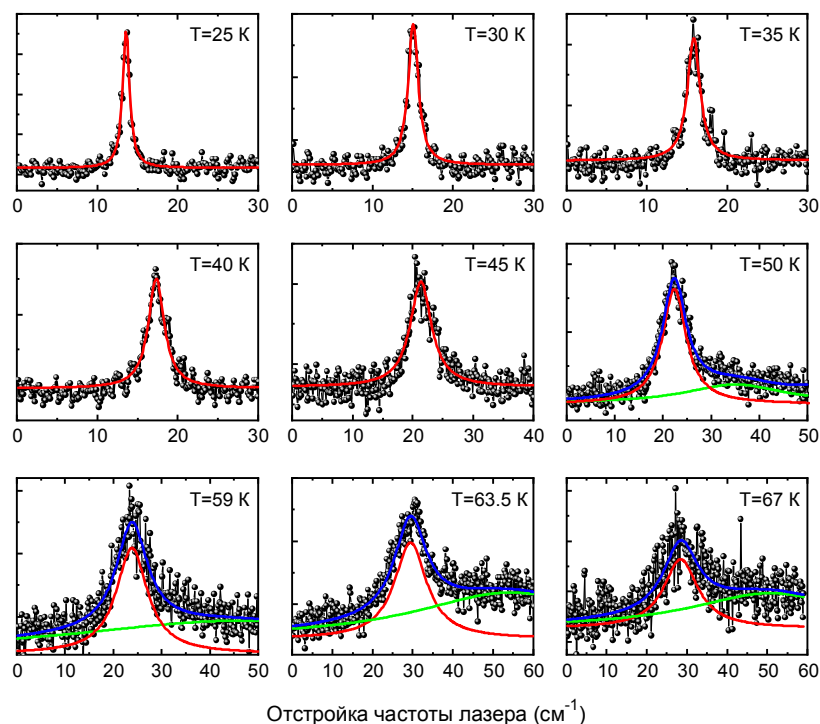 T=25 К T=30 К T=35 К
0 10 20 30 0 10 20 30 0 10 20 30
T=40 К T=45 К T=50 К
0 10 20 30 0 10 20 30 40 0 10 20 30 40 50
T=59 К T=63.5 К T=67 К
0 10 20 30 40 50 0 10 20 30 40 50 60 0 10 20 30 40 50 60
Отстройка частоты лазера (см⁻¹)